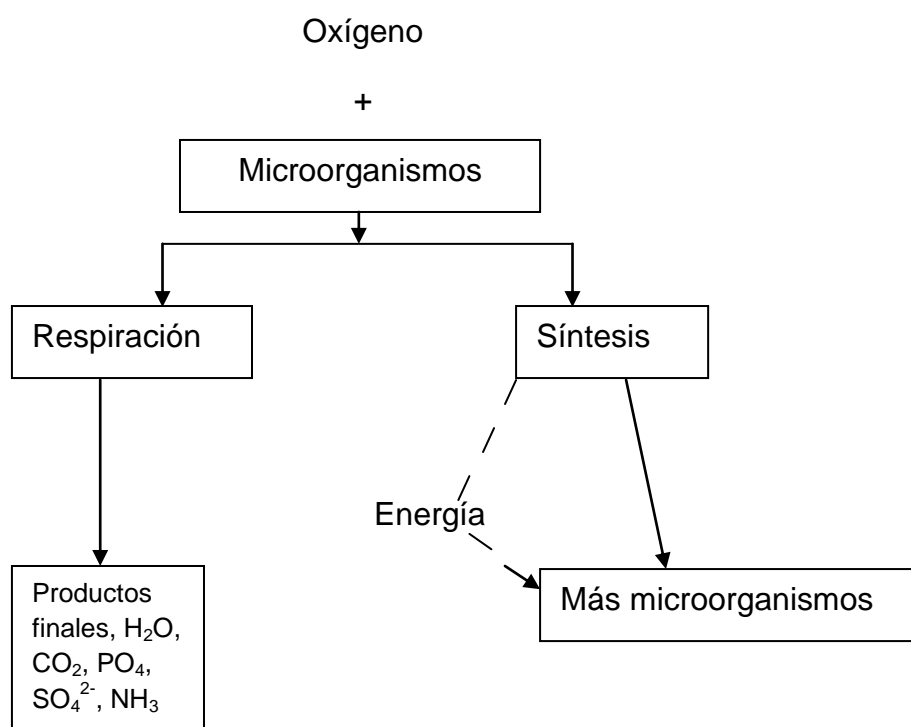 Oxígeno
+
Microorganismos
Respiración
Síntesis
Energía
Productos
finales, H₂O,
CO₂, PO₄,
SO₄²⁻, NH₃
Más microorganismos